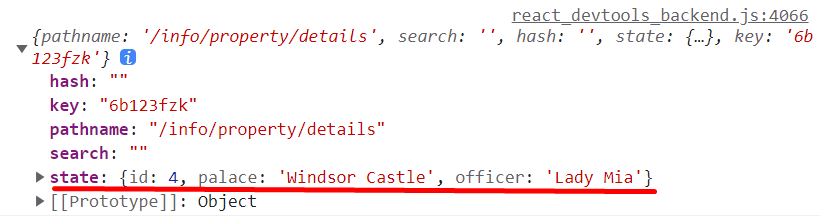 react_devtools_backend.js:4066
{pathname: '/info/property/details', search: '', hash: '', state: {…}, key: '6b
123fzk'} i
hash: ""
key: "6b123fzk"
pathname: "/info/property/details"
search: ""
state: {id: 4, palace: 'Windsor Castle', officer: 'Lady Mia'}
[[Prototype]]: Object